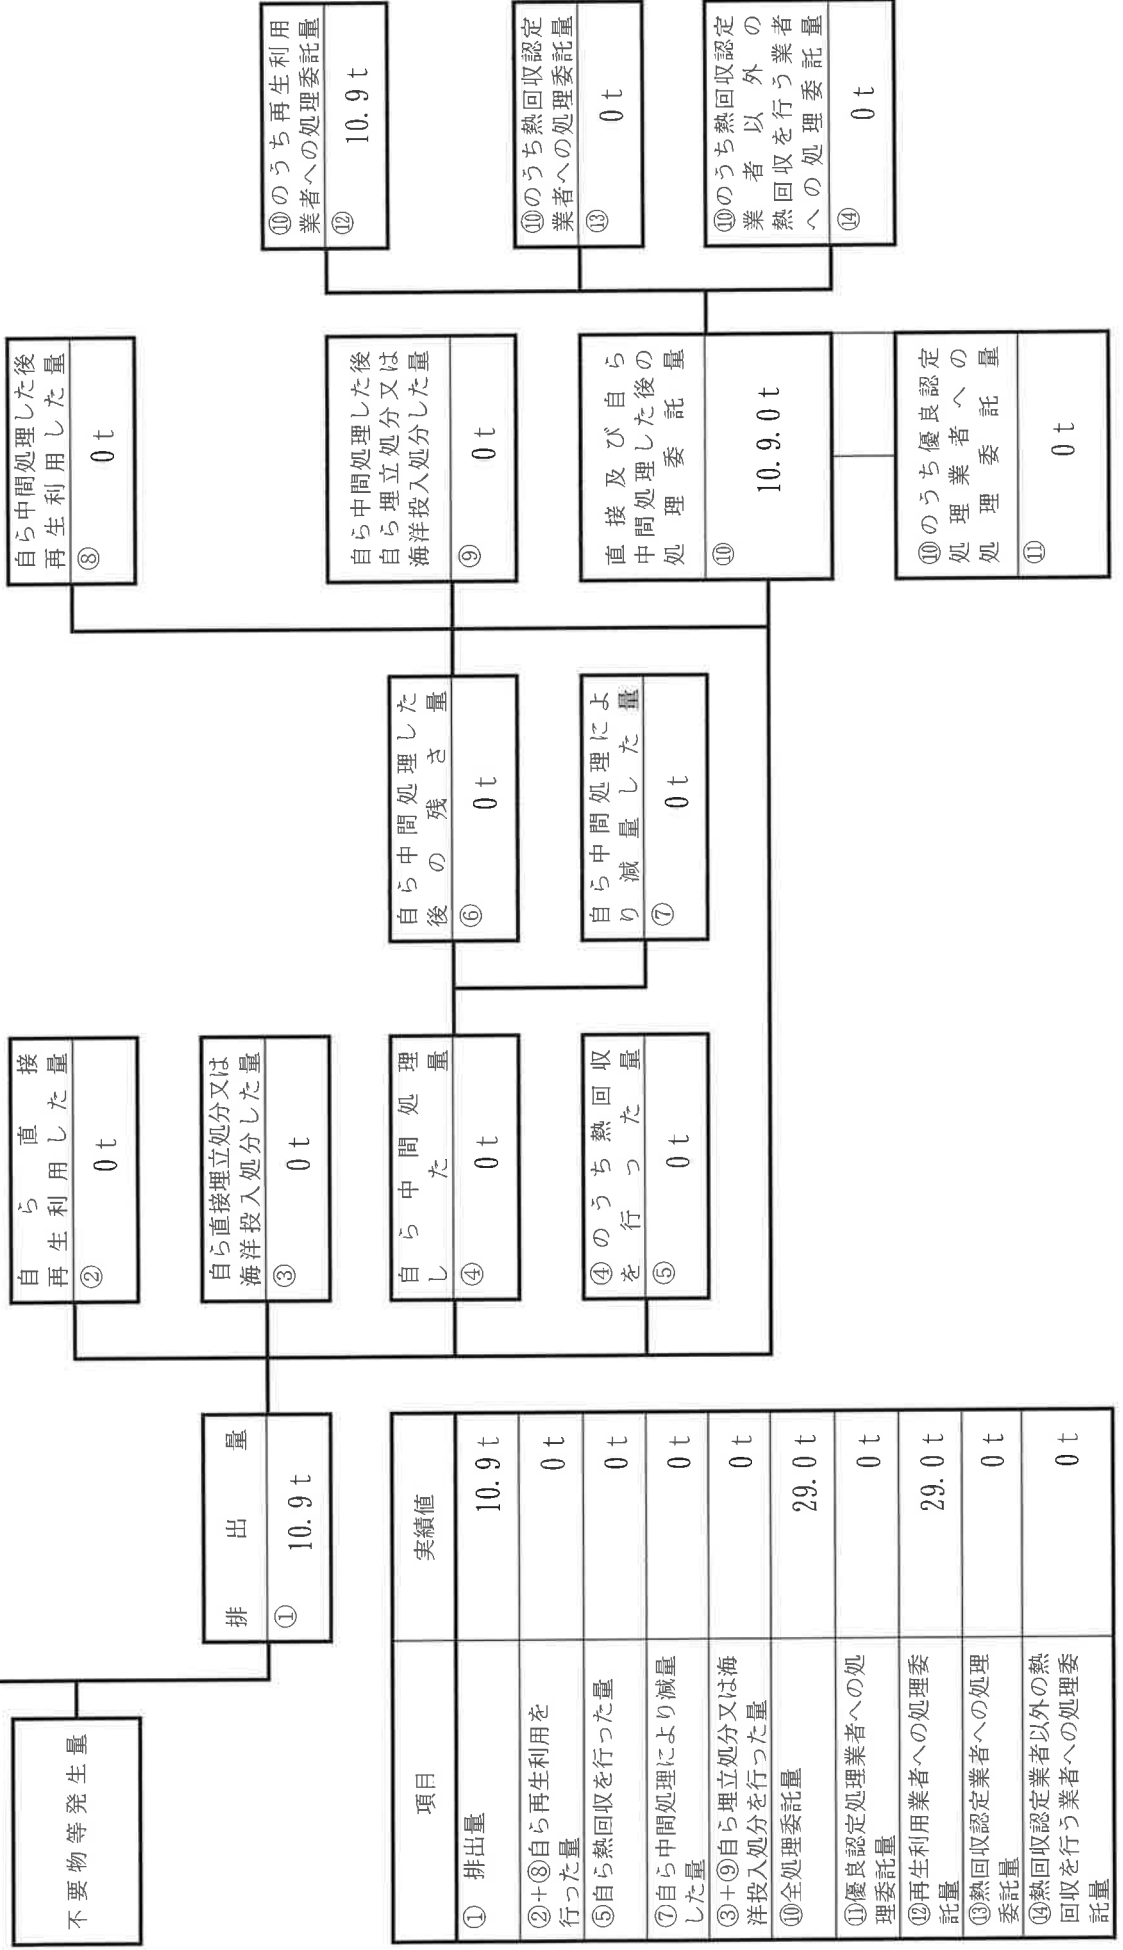 不要物等発生量
排出量
① 10.9ｔ
自ら直接
再生利用した量
② 0ｔ
自ら直接埋立処分又は
海洋投入処分した量
③ 0ｔ
自ら中間処理
した量
④ 0ｔ
④のうち熱回収
を行った量
⑤ 0ｔ
自ら中間処理した
後の残さ量
⑥ 0ｔ
自ら中間処理によ
り減量した量
⑦ 0ｔ
自ら中間処理した後
再生利用した量
⑧ 0ｔ
自ら中間処理した後
自ら埋立処分又は
海洋投入処分した量
⑨ 0ｔ
直接及び自ら
中間処理した後の
処理委託量
⑩ 10.9.0ｔ
⑩のうち優良認定
処理業者への
処理委託量
⑪ 0ｔ
⑩のうち再生利用
業者への処理委託量
⑫ 10.9ｔ
⑩のうち熱回収認定
業者への処理委託量
⑬ 0ｔ
⑩のうち熱回収認定
業者以外の
熱回収を行う業者
への処理委託量
⑭ 0ｔ
項目 実績値
① 排出量 10.9ｔ
②+⑧自ら再生利用を
行った量 0ｔ
⑤自ら熱回収を行った量 0ｔ
⑦自ら中間処理により減量
した量 0ｔ
③+⑨自ら埋立処分又は海
洋投入処分を行った量 0ｔ
⑩全処理委託量 29.0ｔ
⑪優良認定処理業者への処
理委託量 0ｔ
⑫再生利用業者への処理委
託量 29.0ｔ
⑬熱回収認定業者への処理
委託量 0ｔ
⑭熱回収認定業者以外の熱
回収を行う業者への処理委
託量 0ｔ